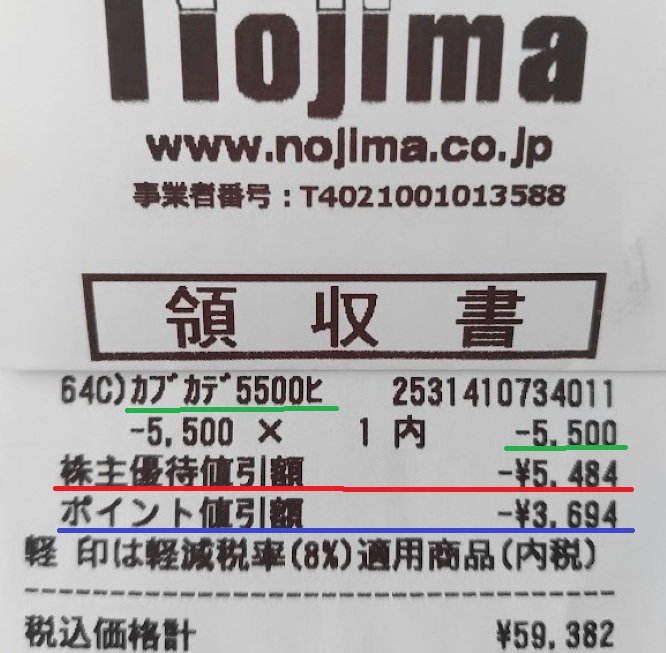 nojima
www.nojima.co.jp
事業者番号：T4021001013588
領収書
64C)ｶﾌﾞｶﾃﾞ5500ﾋ 2531410734011
-5,500 × 1 内 -5,500
株主優待値引額 -¥5,484
ポイント値引額 -¥3,694
軽 印は軽減税率(8%)適用商品(内税)
税込価格計 ¥59,382